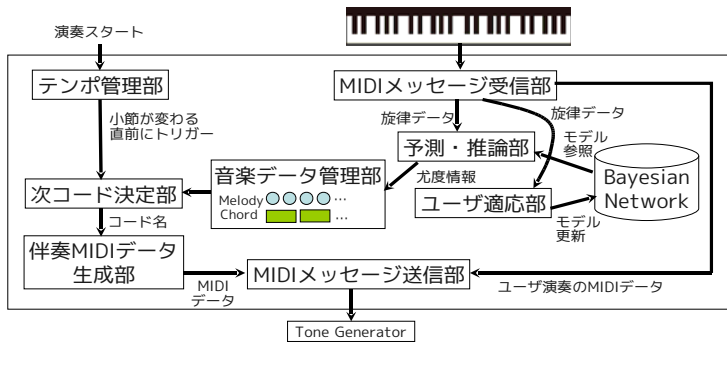 演奏スタート
テンポ管理部
MIDIメッセージ受信部
小節が変わる
直前にトリガー
旋律データ
旋律データ
予測・推論部
モデル
参照
音楽データ管理部
Melody …
Chord …
尤度情報
次コード決定部
ユーザ適応部
Bayesian
Network
コード名
モデル
更新
伴奏MIDIデータ
生成部
MIDI
データ
MIDIメッセージ送信部
ユーザ演奏のMIDIデータ
Tone Generator